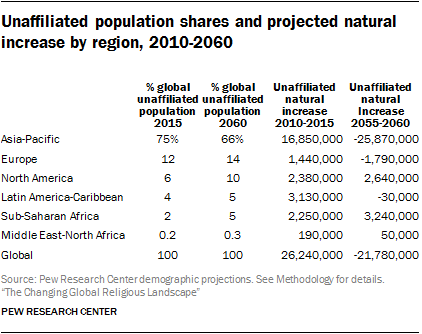 Unaffiliated population shares and projected natural
increase by region, 2010-2060
% global unaffiliated population 2015 % global unaffiliated population 2060 Unaffiliated natural increase 2010-2015 Unaffiliated natural Increase 2055-2060
Asia-Pacific 75% 66% 16,850,000 -25,870,000
Europe 12 14 1,440,000 -1,790,000
North America 6 10 2,380,000 2,640,000
Latin America-Caribbean 4 5 3,130,000 -30,000
Sub-Saharan Africa 2 5 2,250,000 3,240,000
Middle East-North Africa 0.2 0.3 190,000 50,000
Global 100 100 26,240,000 -21,780,000
Source: Pew Research Center demographic projections. See Methodology for details.
“The Changing Global Religious Landscape”
PEW RESEARCH CENTER